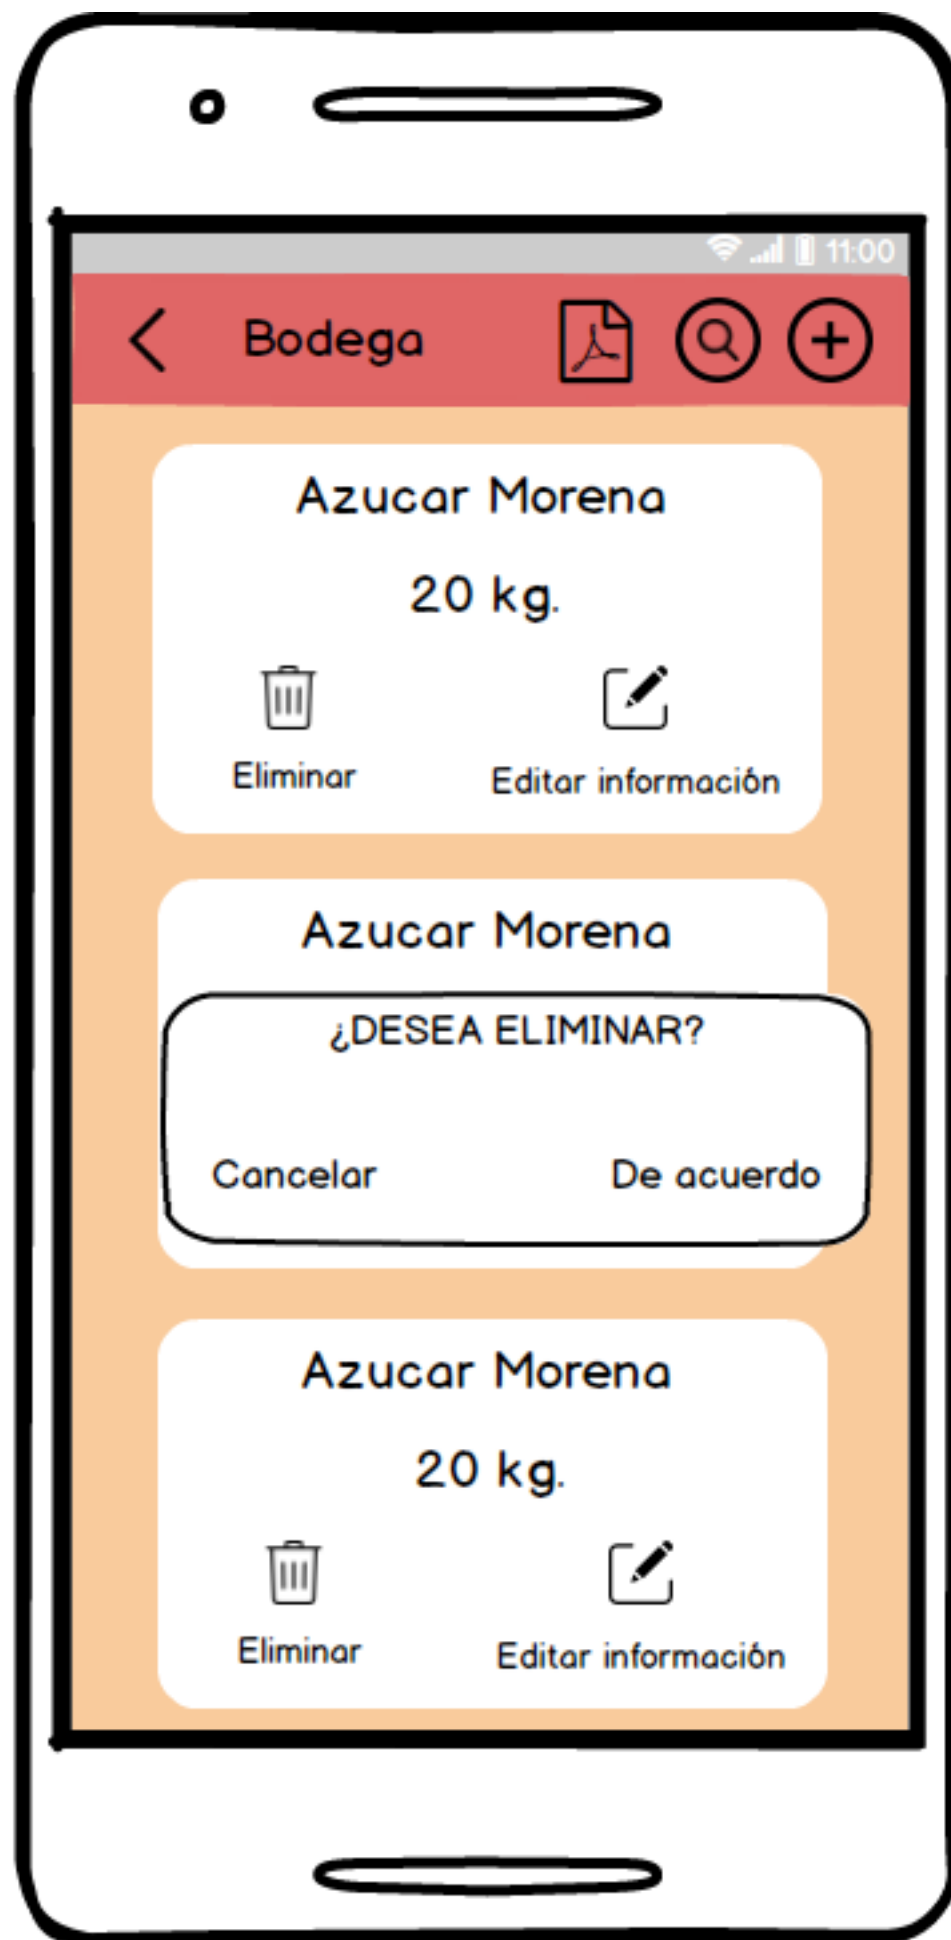 11:00
Bodega
Azucar Morena
20 kg.
Eliminar
Editar información
Azucar Morena
¿DESEA ELIMINAR?
Cancelar
De acuerdo
Azucar Morena
20 kg.
Eliminar
Editar información